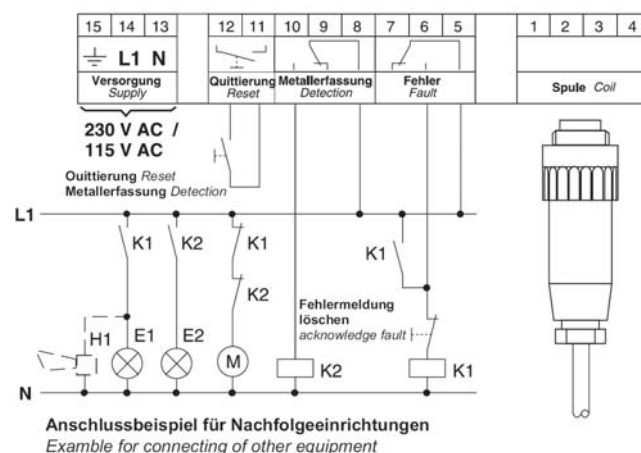 15 14 13 12 11 10 9 8 7 6 5 1 2 3 4
L1 N
Versorgung
Supply
Quittierung
Reset
Metallerfassung
Detection
Fehler
Fault
Spule Coil
230 V AC /
115 V AC
Quittierung Reset
Metallerfassung Detection
L1
K1 K2 K1 K1
K2
Fehlermeldung
löschen
acknowledge fault
H1 E1 E2 M K2 K1
N
Anschlussbeispiel für Nachfolgeeinrichtungen
Examble for connecting of other equipment